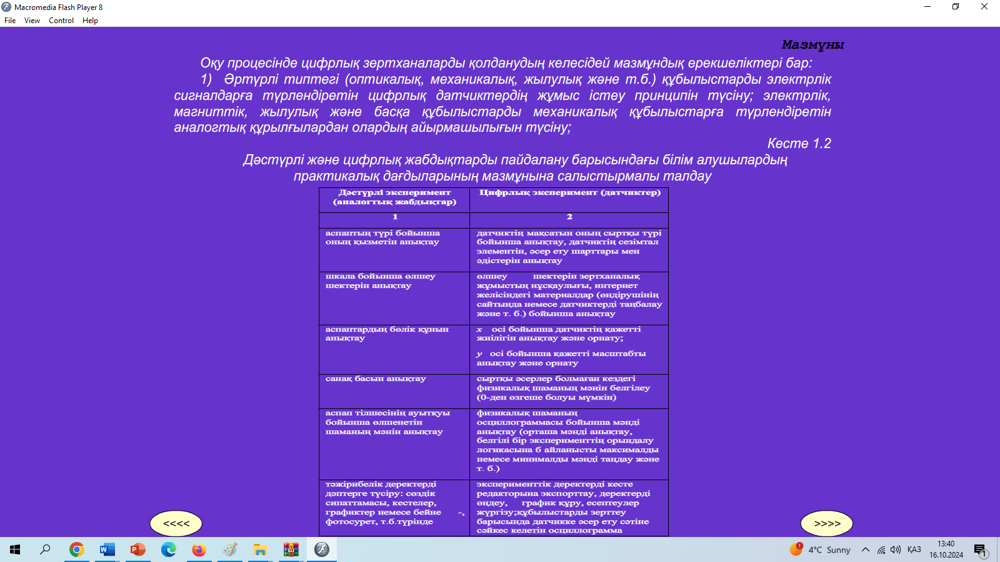 Macromedia Flash Player 8
File View Control Help
Мазмұны
Оқу процесінде цифрлық зертханаларды қолданудың келесідей мазмұндық ерекшеліктері бар:
1) Әртүрлі типтегі (оптикалық, механикалық, жылулық және т.б.) құбылыстарды электрлік
сигналдарға түрлендіретін цифрлық датчиктердің жұмыс істеу принципін түсіну; электрлік,
магниттік, жылулық және басқа құбылыстарды механикалық құбылыстарға түрлендіретін
аналогтық құрылғылардан олардың айырмашылығын түсіну;
Кесте 1.2
Дәстүрлі және цифрлық жабдықтарды пайдалану барысындағы білім алушылардың
практикалық дағдыларының мазмұнына салыстырмалы талдау
Дәстүрлі эксперимент
(аналогтық жабдықтар)
Цифрлық эксперимент (датчиктер)
1
2
аспаптың түрі бойынша
оның қызметін анықтау
датчиктің мақсатын оның сыртқы түрі
бойынша анықтау, датчиктің сезімтал
элементін, әсер ету шарттары мен
әдістерін анықтау
шкала бойынша өлшеу
шектерін анықтау
өлшеу шектерін зертханалық
жұмыстың нұсқаулығы, интернет
желісіндегі материалдар (өндірушінің
сайтында немесе датчиктерді таңбалау
және т. б.) бойынша анықтау
аспаптардың бөлік құнын
анықтау
x осі бойынша датчиктің қажетті
жиілігін анықтау және орнату;
y осі бойынша қажетті масштабты
анықтау және орнату
санақ басын анықтау
сыртқы әсерлер болмаған кездегі
физикалық шаманың мәнін белгілеу
(0-ден өзгеше болуы мүмкін)
аспап тілшесінің ауытқуы
бойынша өлшенетін
шаманың мәнін анықтау
физикалық шаманың
осциллограммасы бойынша мәнді
анықтау (орташа мәнді анықтау,
белгілі бір эксперименттің орындалу
логикасына б айланысты максималды
немесе минималды мәнді таңдау және
т. б.)
тәжірибелік деректерді
дәптерге түсіру: сөздік
сипаттамасы, кестелер,
графиктер немесе бейне -,
фотосурет, т.б.түрінде
эксперименттік деректерді кесте
редакторына экспорттау, деректерді
өңдеу, график құру, есептеулер
жүргізу;құбылыстарды зерттеу
барысында датчикке әсер ету сәтіне
сәйкес келетін осциллограмма
<<<<
>>>>
1
4°C Sunny
ҚАЗ
13:40
16.10.2024
1